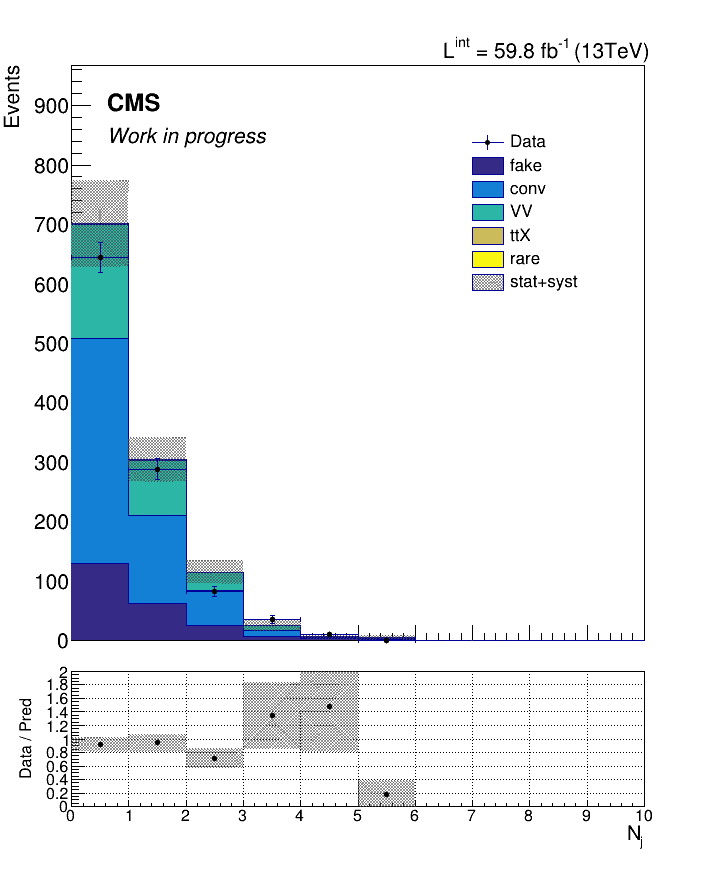 L^int = 59.8 fb^-1 (13TeV)
Events
CMS
Work in progress
900
800
700
600
500
400
300
200
100
0
Data
fake
conv
VV
ttX
rare
stat+syst
Data / Pred
2
1.8
1.6
1.4
1.2
1
0.8
0.6
0.4
0.2
0
0 1 2 3 4 5 6 7 8 9 10
N_j